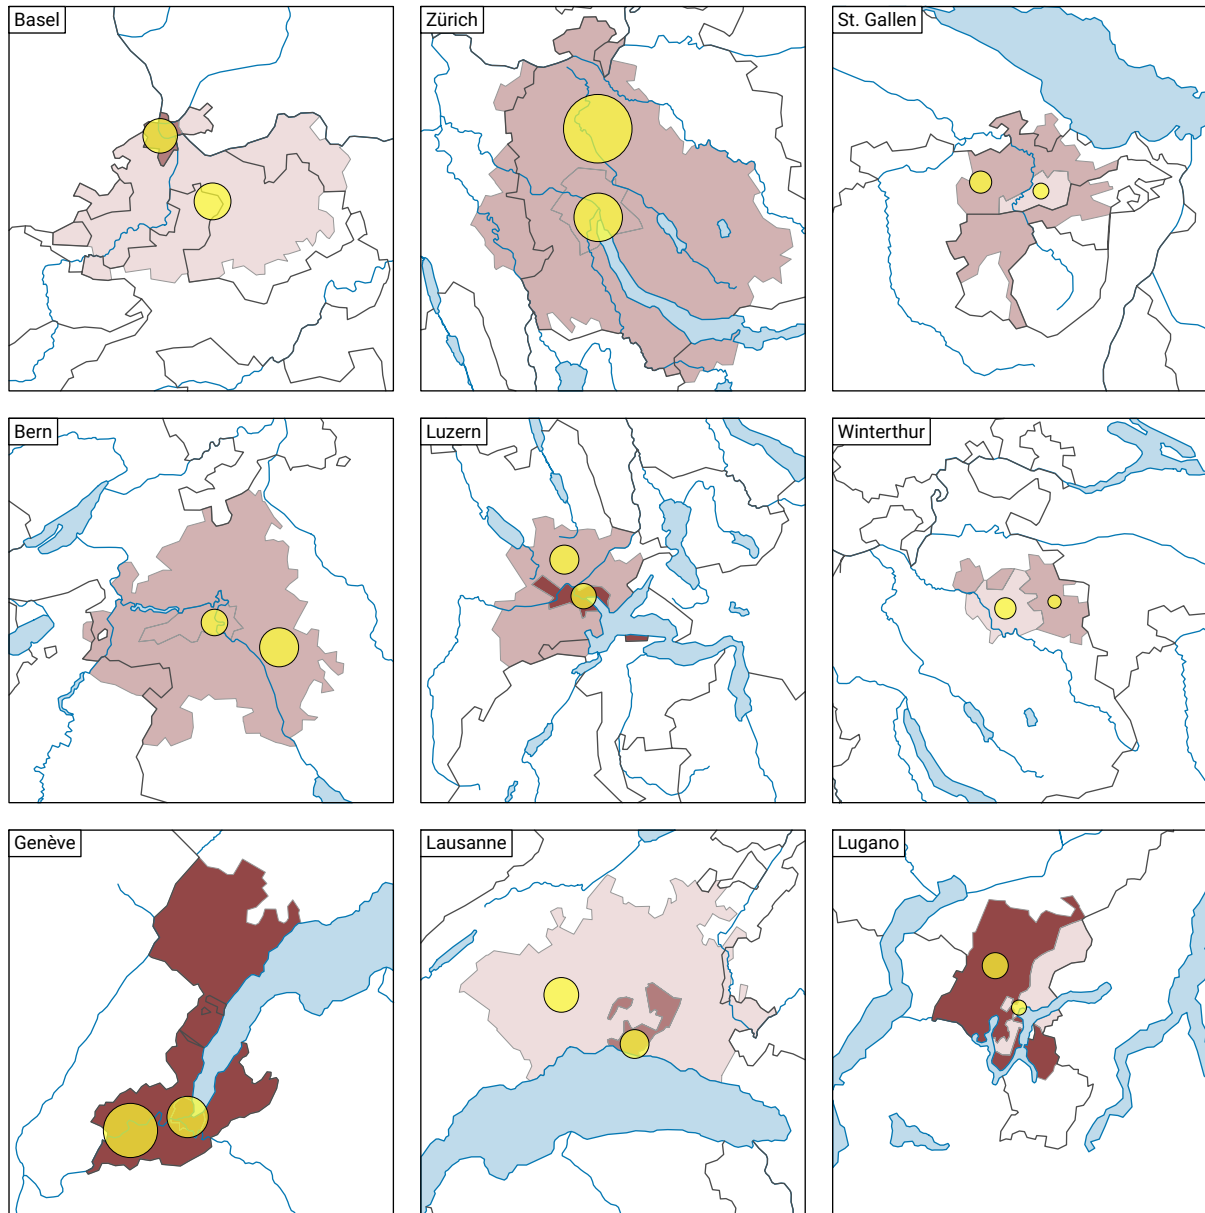 Basel
Zürich
St. Gallen
Bern
Luzern
Winterthur
Genève
Lausanne
Lugano